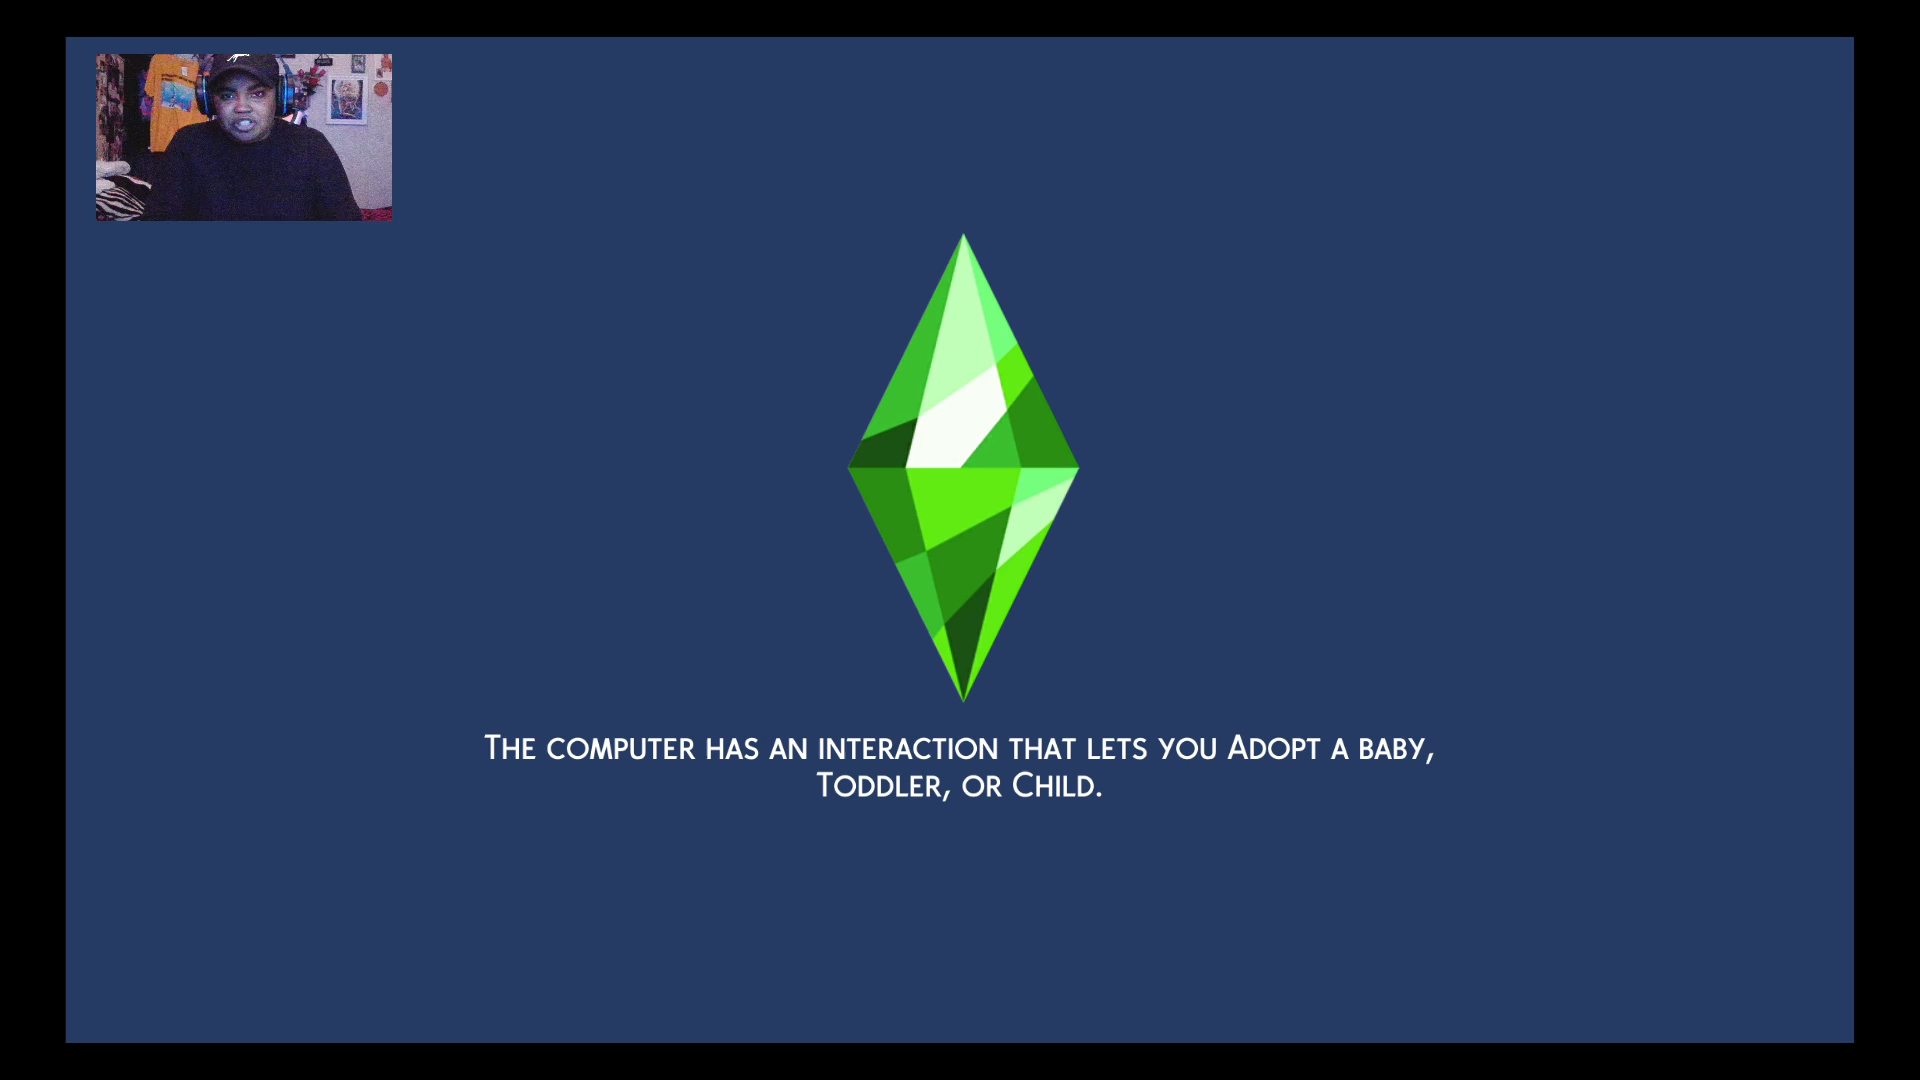 The computer has an interaction that lets you Adopt a baby,
Toddler, or Child.